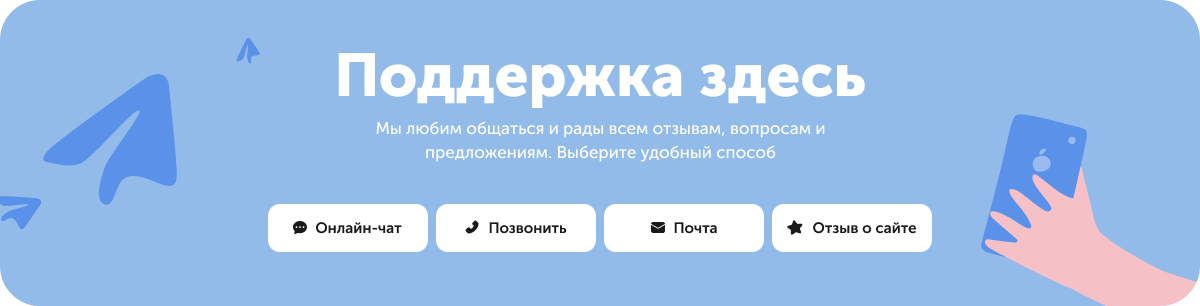 Поддержка здесь
Мы любим общаться и рады всем отзывам, вопросам и
предложениям. Выберите удобный способ
Онлайн-чат
Позвонить
Почта
Отзыв о сайте